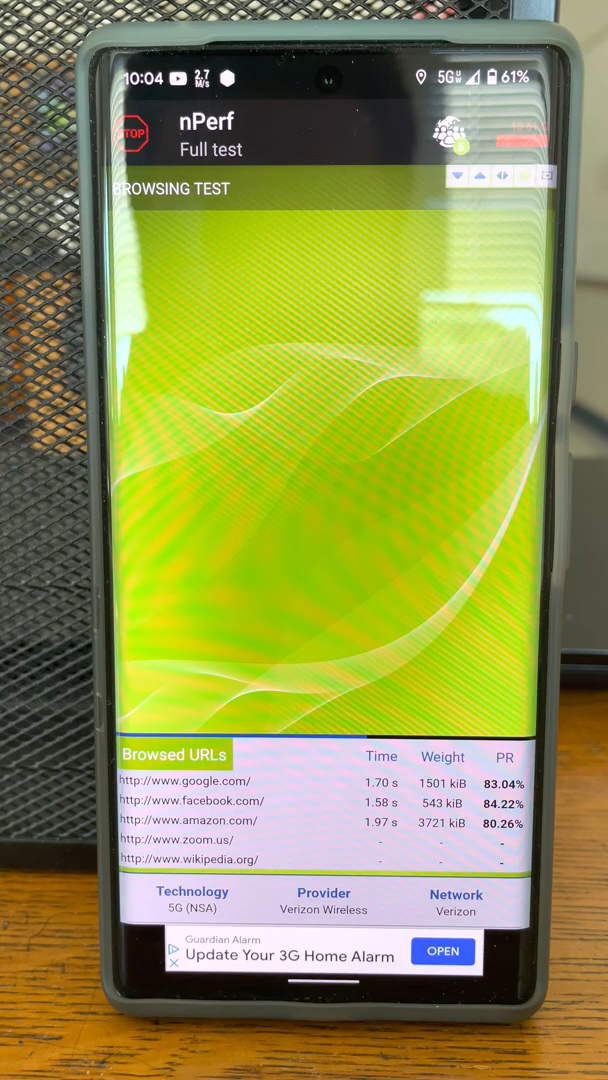 10:04 2.7 M/s 5G UW 61%
STOP
nPerf
Full test
5
BROWSING TEST
Browsed URLs Time Weight PR
http://www.google.com/ 1.70 s 1501 kiB 83.04%
http://www.facebook.com/ 1.58 s 543 kiB 84.22%
http://www.amazon.com/ 1.97 s 3721 kiB 80.26%
http://www.zoom.us/ - - -
http://www.wikipedia.org/ - - -
Technology Provider Network
5G (NSA) Verizon Wireless Verizon
Guardian Alarm
Update Your 3G Home Alarm
OPEN